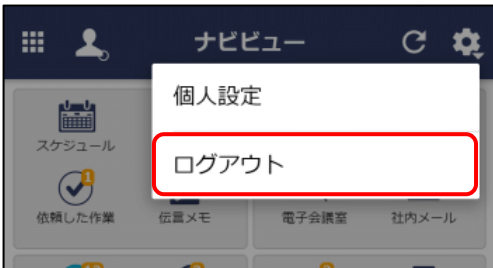 ナビビュー
個人設定
スケジュール
ログアウト
1
依頼した作業
伝言メモ
電子会議室
社内メール